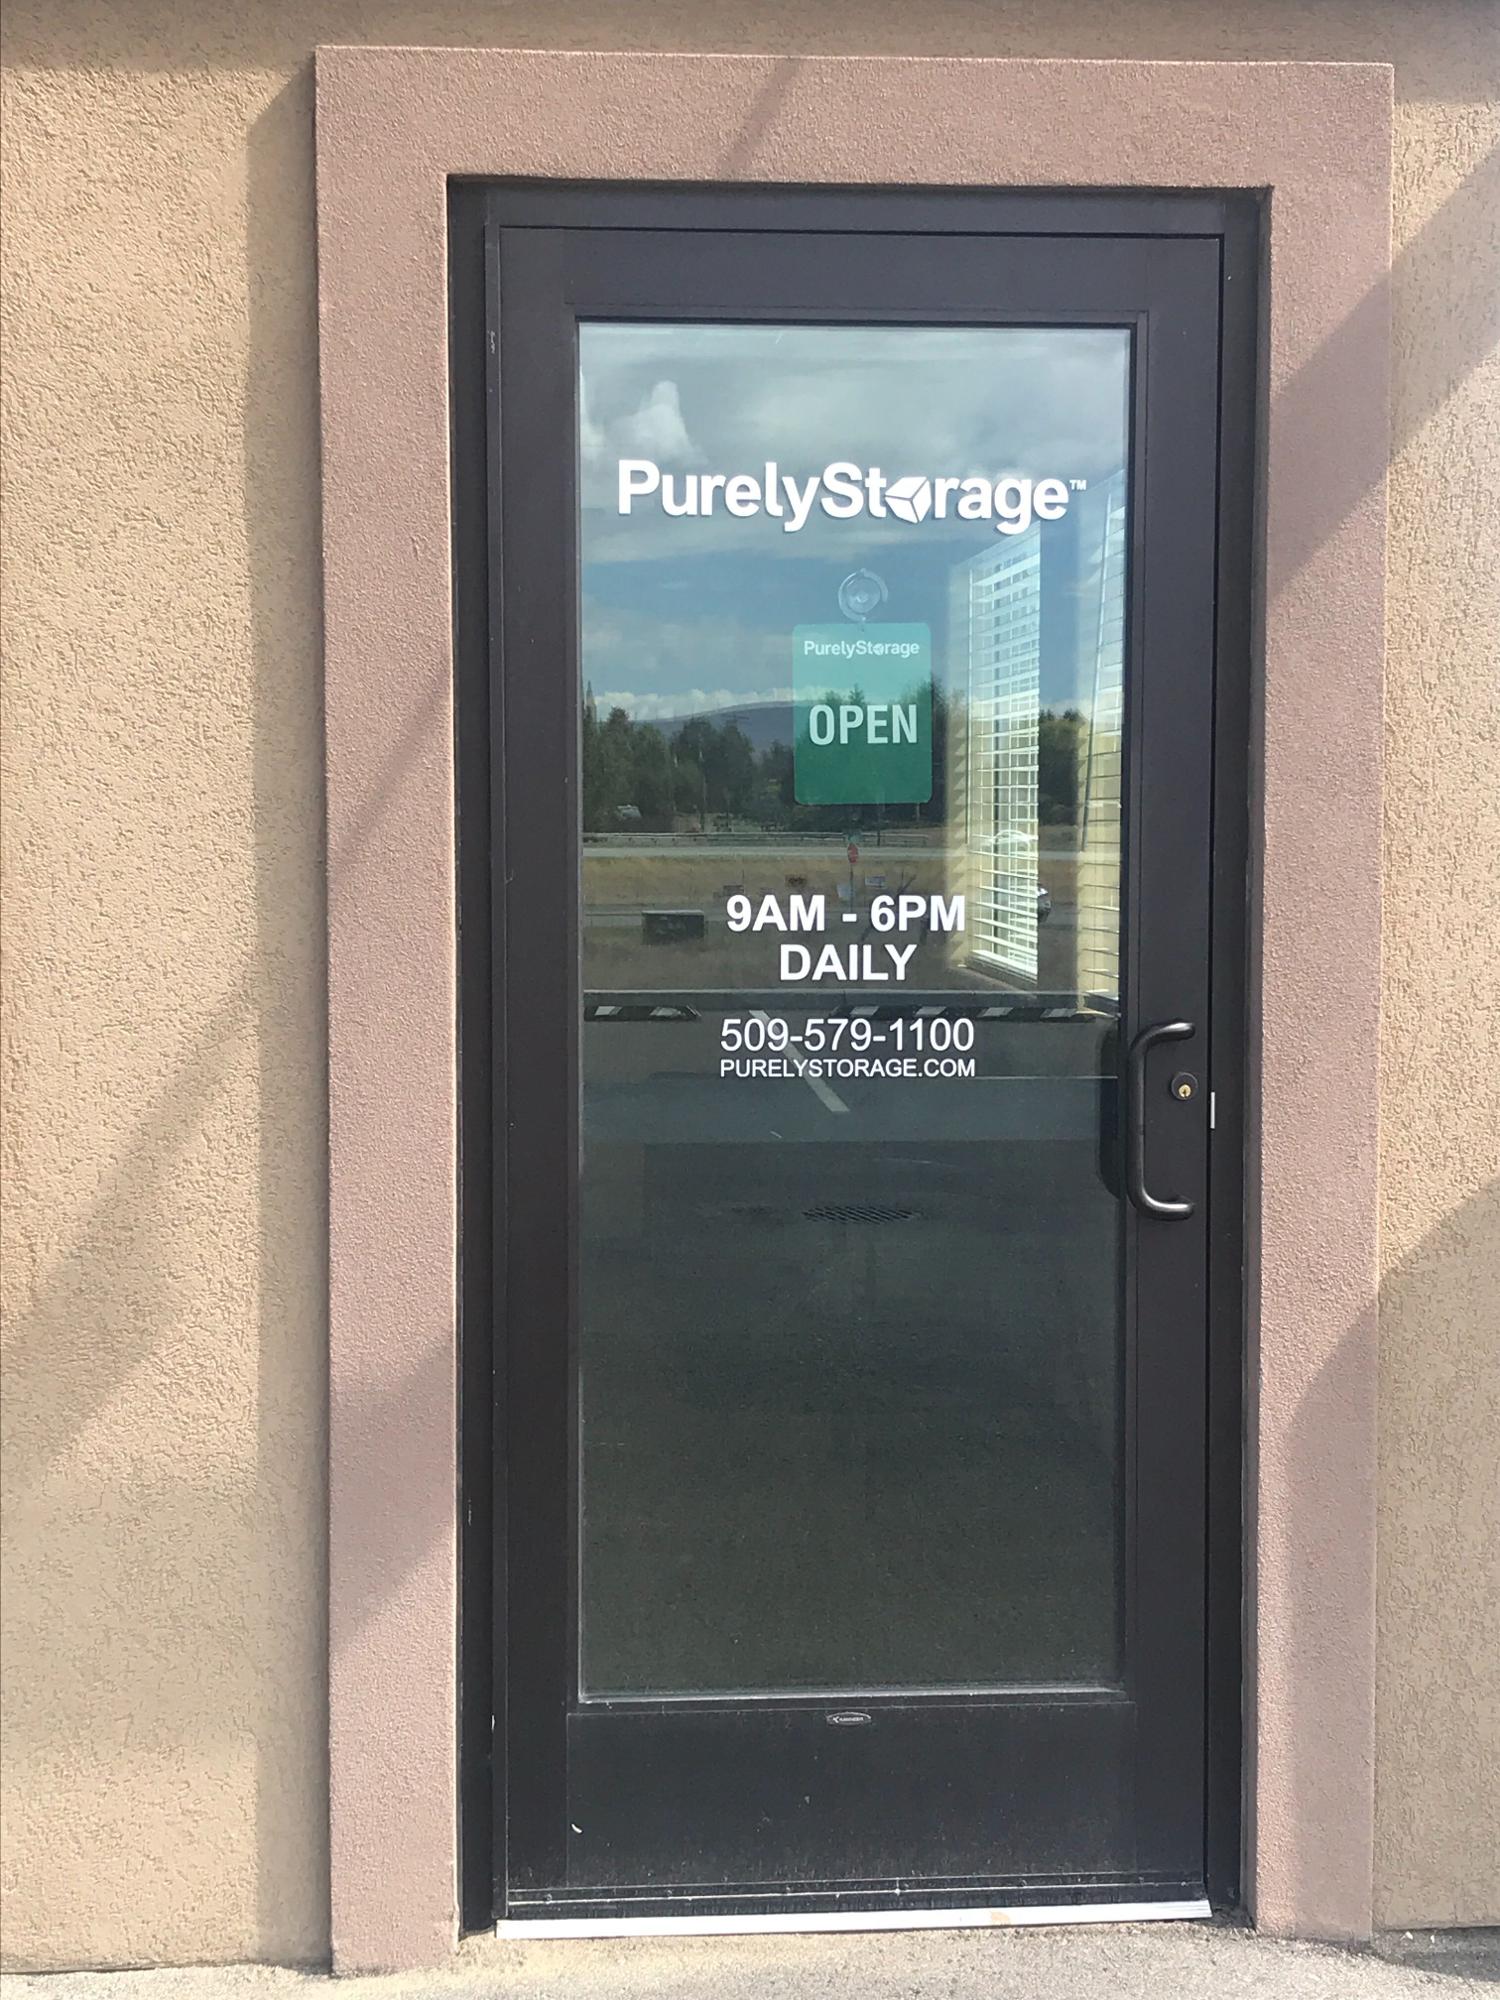 PurelyStorage™
PurelyStorage
OPEN
9AM - 6PM
DAILY
509-579-1100
PURELYSTORAGE.COM